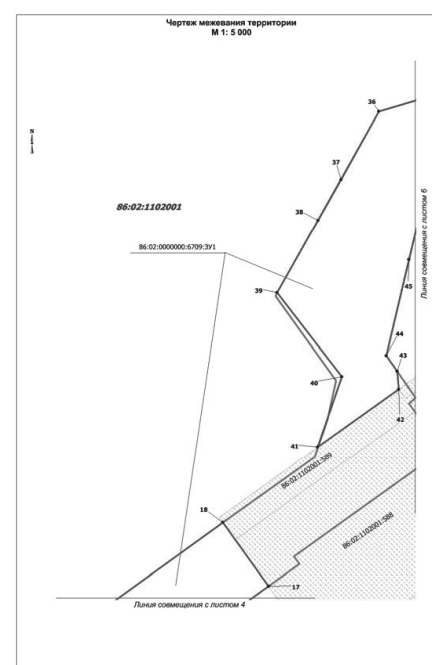 Чертеж межевания территории
М 1: 5 000
36
N
37
86:02:1102001
38
Линия совмещения с листом 6
86:02:0000000:6709:ЗУ1
45
39
44
43
40
42
41
86:02:1102001:589
18
86:02:1102001:588
17
Линия совмещения с листом 4